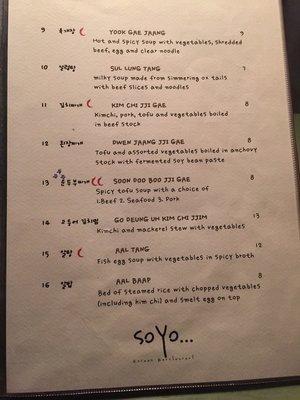 9 육개장 YOOK GAE JAANG 9
Hot and spicy soup with vegetables, shredded
beef, egg and clear noodle
10 설렁탕 SUL LUNG TANG 7
Milky soup made from simmering ox tails
with beef slices and noodles
11 김치찌개 KIM CHI JJI GAE 8
Kimchi, pork, tofu and vegetables boiled
in beef stock
12 된장찌개 DWEN JAANG JJI GAE 8
Tofu and assorted vegetables boiled in anchovy
stock with fermented soy bean paste
13 순두부찌개 SOON DOO BOO JJI GAE 8
Spicy tofu soup with a choice of
1.Beef 2. Seafood 3. Pork
14 고등어 김치찜 GO DEUNG UH KIM CHI JJIM 13
Kimchi and mackerel stew with vegetables
15 알탕 AAL TANG 12
Fish egg soup with vegetables in spicy broth
16 알밥 AAL BAAP 8
Bed of steamed rice with chopped vegetables
(including kim chi) and smelt egg on top
SOYO...
Korean Restaurant